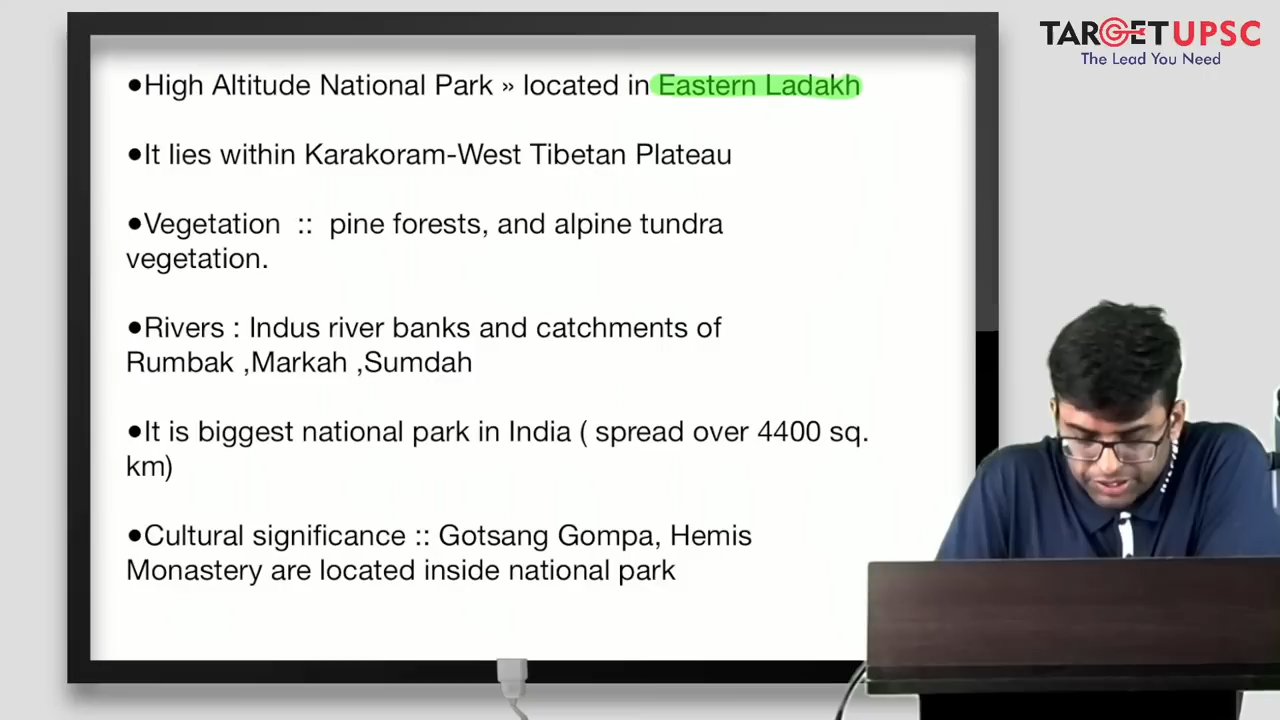 TARGET UPSC
The Lead You Need
●High Altitude National Park » located in Eastern Ladakh
●It lies within Karakoram-West Tibetan Plateau
●Vegetation :: pine forests, and alpine tundra
vegetation.
●Rivers : Indus river banks and catchments of
Rumbak ,Markah ,Sumdah
●It is biggest national park in India ( spread over 4400 sq.
km)
●Cultural significance :: Gotsang Gompa, Hemis
Monastery are located inside national park